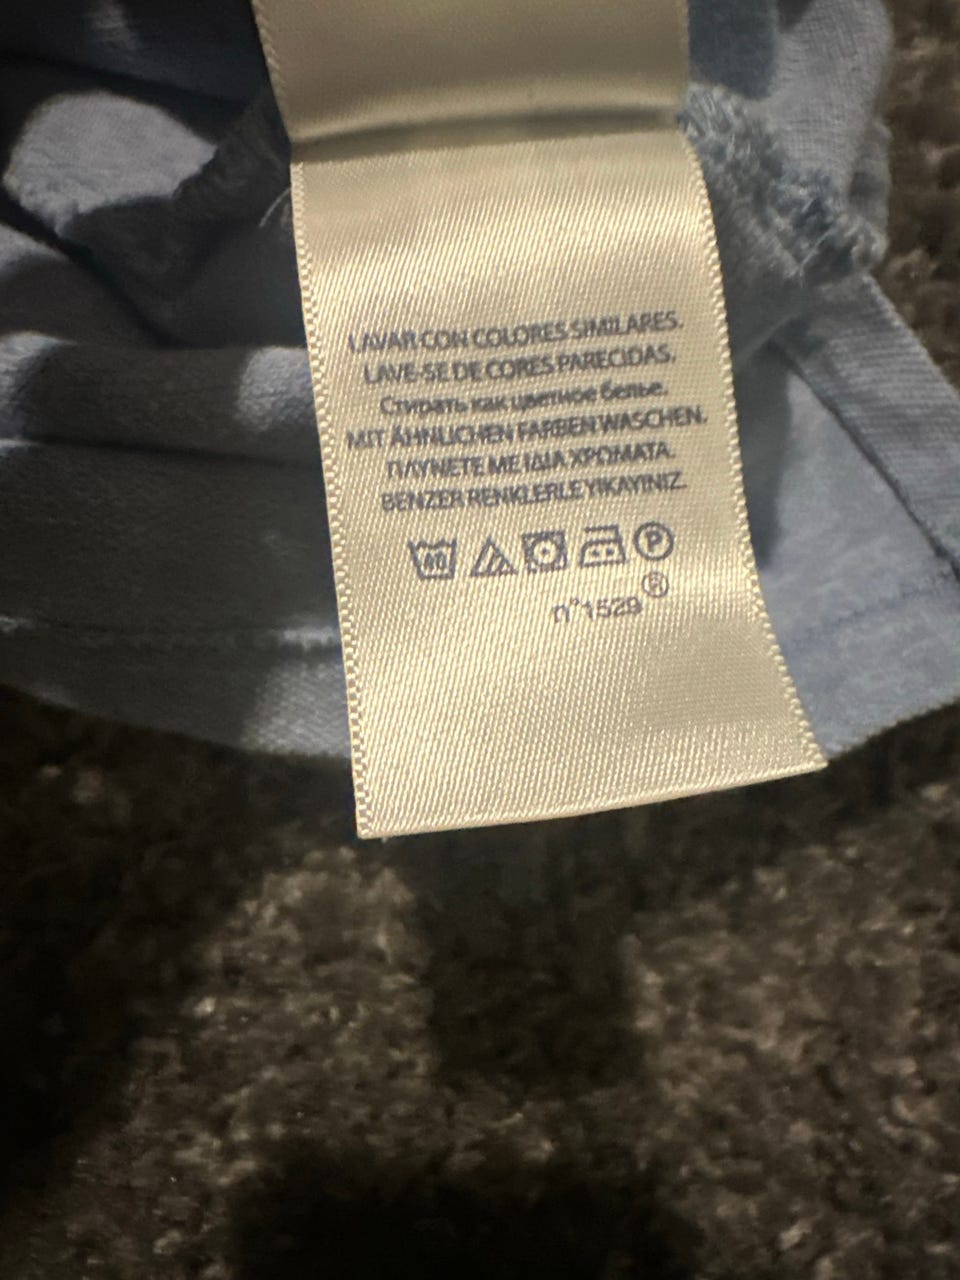 LAVAR CON COLORES SIMILARES.
LAVE-SE DE CORES PARECIDAS.
Стирать как цветное белье.
MIT ÄHNLICHEN FARBEN WASCHEN.
ΠΛΥΝΕΤΕ ΜΕ ΙΔΙΑ ΧΡΩΜΑΤΑ.
BENZER RENKLERLE YIKAYINIZ.
40 P
n°1529 ®